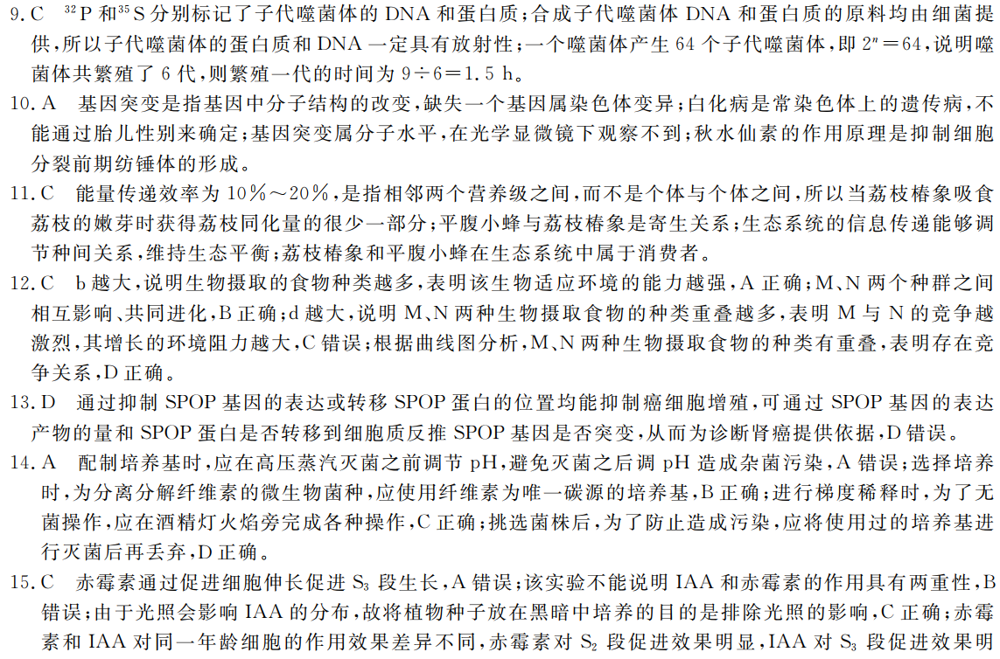 9. C ³²P 和³⁵S 分别标记了子代噬菌体的 DNA 和蛋白质;合成子代噬菌体 DNA 和蛋白质的原料均由细菌提
供,所以子代噬菌体的蛋白质和 DNA 一定具有放射性;一个噬菌体产生 64 个子代噬菌体,即 2ⁿ=64,说明噬
菌体共繁殖了 6 代,则繁殖一代的时间为 9÷6=1.5 h。
10. A 基因突变是指基因中分子结构的改变,缺失一个基因属染色体变异;白化病是常染色体上的遗传病,不
能通过胎儿性别来确定;基因突变属分子水平,在光学显微镜下观察不到;秋水仙素的作用原理是抑制细胞
分裂前期纺锤体的形成。
11. C 能量传递效率为 10%～20%,是指相邻两个营养级之间,而不是个体与个体之间,所以当荔枝椿象吸食
荔枝的嫩芽时获得荔枝同化量的很少一部分;平腹小蜂与荔枝椿象是寄生关系;生态系统的信息传递能够调
节种间关系,维持生态平衡;荔枝椿象和平腹小蜂在生态系统中属于消费者。
12. C b 越大,说明生物摄取的食物种类越多,表明该生物适应环境的能力越强,A 正确;M、N 两个种群之间
相互影响、共同进化,B 正确;d 越大,说明 M、N 两种生物摄取食物的种类重叠越多,表明 M 与 N 的竞争越
激烈,其增长的环境阻力越大,C 错误;根据曲线图分析,M、N 两种生物摄取食物的种类有重叠,表明存在竞
争关系,D 正确。
13. D 通过抑制 SPOP 基因的表达或转移 SPOP 蛋白的位置均能抑制癌细胞增殖,可通过 SPOP 基因的表达
产物的量和 SPOP 蛋白是否转移到细胞质反推 SPOP 基因是否突变,从而为诊断肾癌提供依据,D 错误。
14. A 配制培养基时,应在高压蒸汽灭菌之前调节 pH,避免灭菌之后调 pH 造成杂菌污染,A 错误;选择培养
时,为分离分解纤维素的微生物菌种,应使用纤维素为唯一碳源的培养基,B 正确;进行梯度稀释时,为了无
菌操作,应在酒精灯火焰旁完成各种操作,C 正确;挑选菌株后,为了防止造成污染,应将使用过的培养基进
行灭菌后再丢弃,D 正确。
15. C 赤霉素通过促进细胞伸长促进 S₃ 段生长,A 错误;该实验不能说明 IAA 和赤霉素的作用具有两重性,B
错误;由于光照会影响 IAA 的分布,故将植物种子放在黑暗中培养的目的是排除光照的影响,C 正确;赤霉
素和 IAA 对同一年龄细胞的作用效果差异不同,赤霉素对 S₂ 段促进效果明显,IAA 对 S₃ 段促进效果明